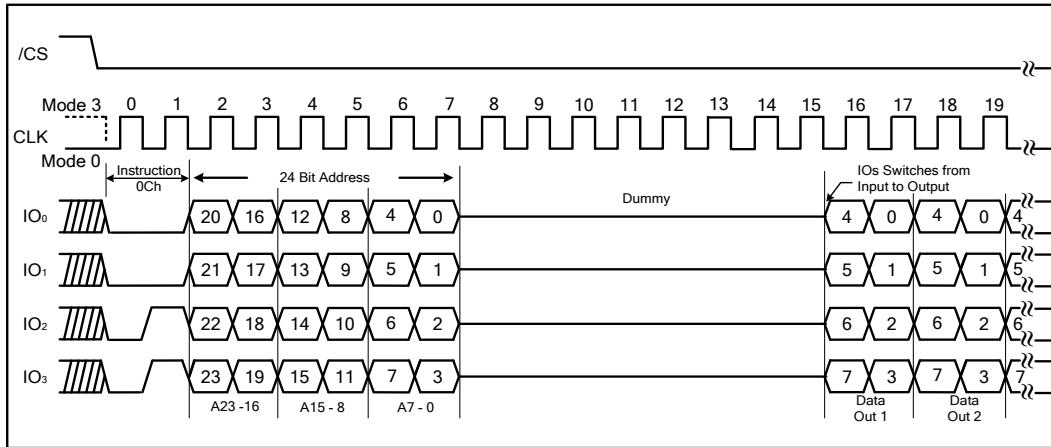 /CS
Mode 3 0 1 2 3 4 5 6 7 8 9 10 11 12 13 14 15 16 17 18 19
CLK
Mode 0
Instruction
0Ch
24 Bit Address
Dummy
IOs Switches from
Input to Output
IO0 20 16 12 8 4 0 4 0 4 0 4
IO1 21 17 13 9 5 1 5 1 5 1 5
IO2 22 18 14 10 6 2 6 2 6 2 6
IO3 23 19 15 11 7 3 7 3 7 3 7
A23 -16 A15 - 8 A7 - 0
Data
Out 1
Data
Out 2